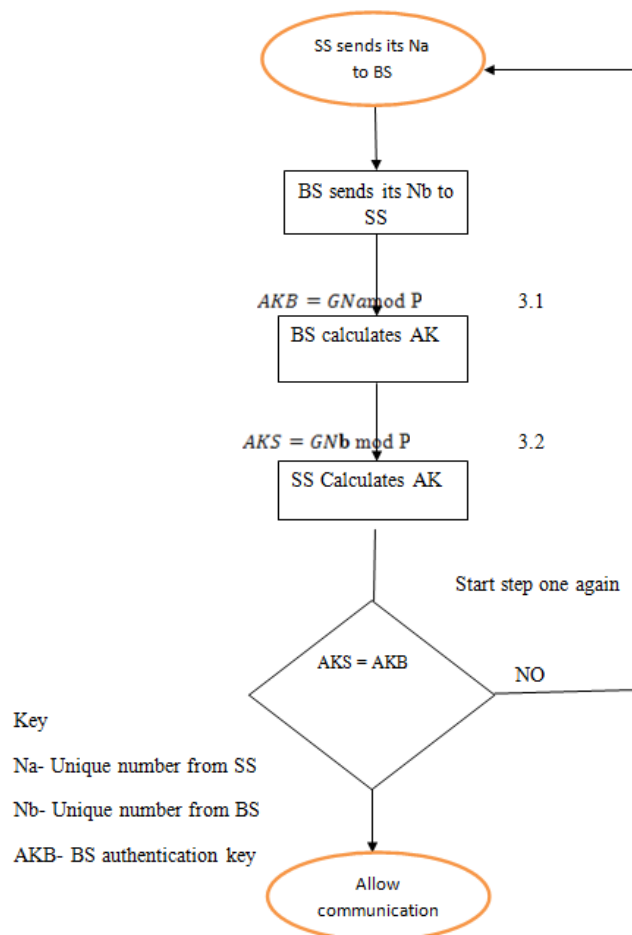 SS sends its Na
to BS
BS sends its Nb to
SS
AKB = GNamod P 3.1
BS calculates AK
AKS = GNb mod P 3.2
SS Calculates AK
Start step one again
AKS = AKB
NO
Key
Na- Unique number from SS
Nb- Unique number from BS
AKB- BS authentication key
Allow
communication